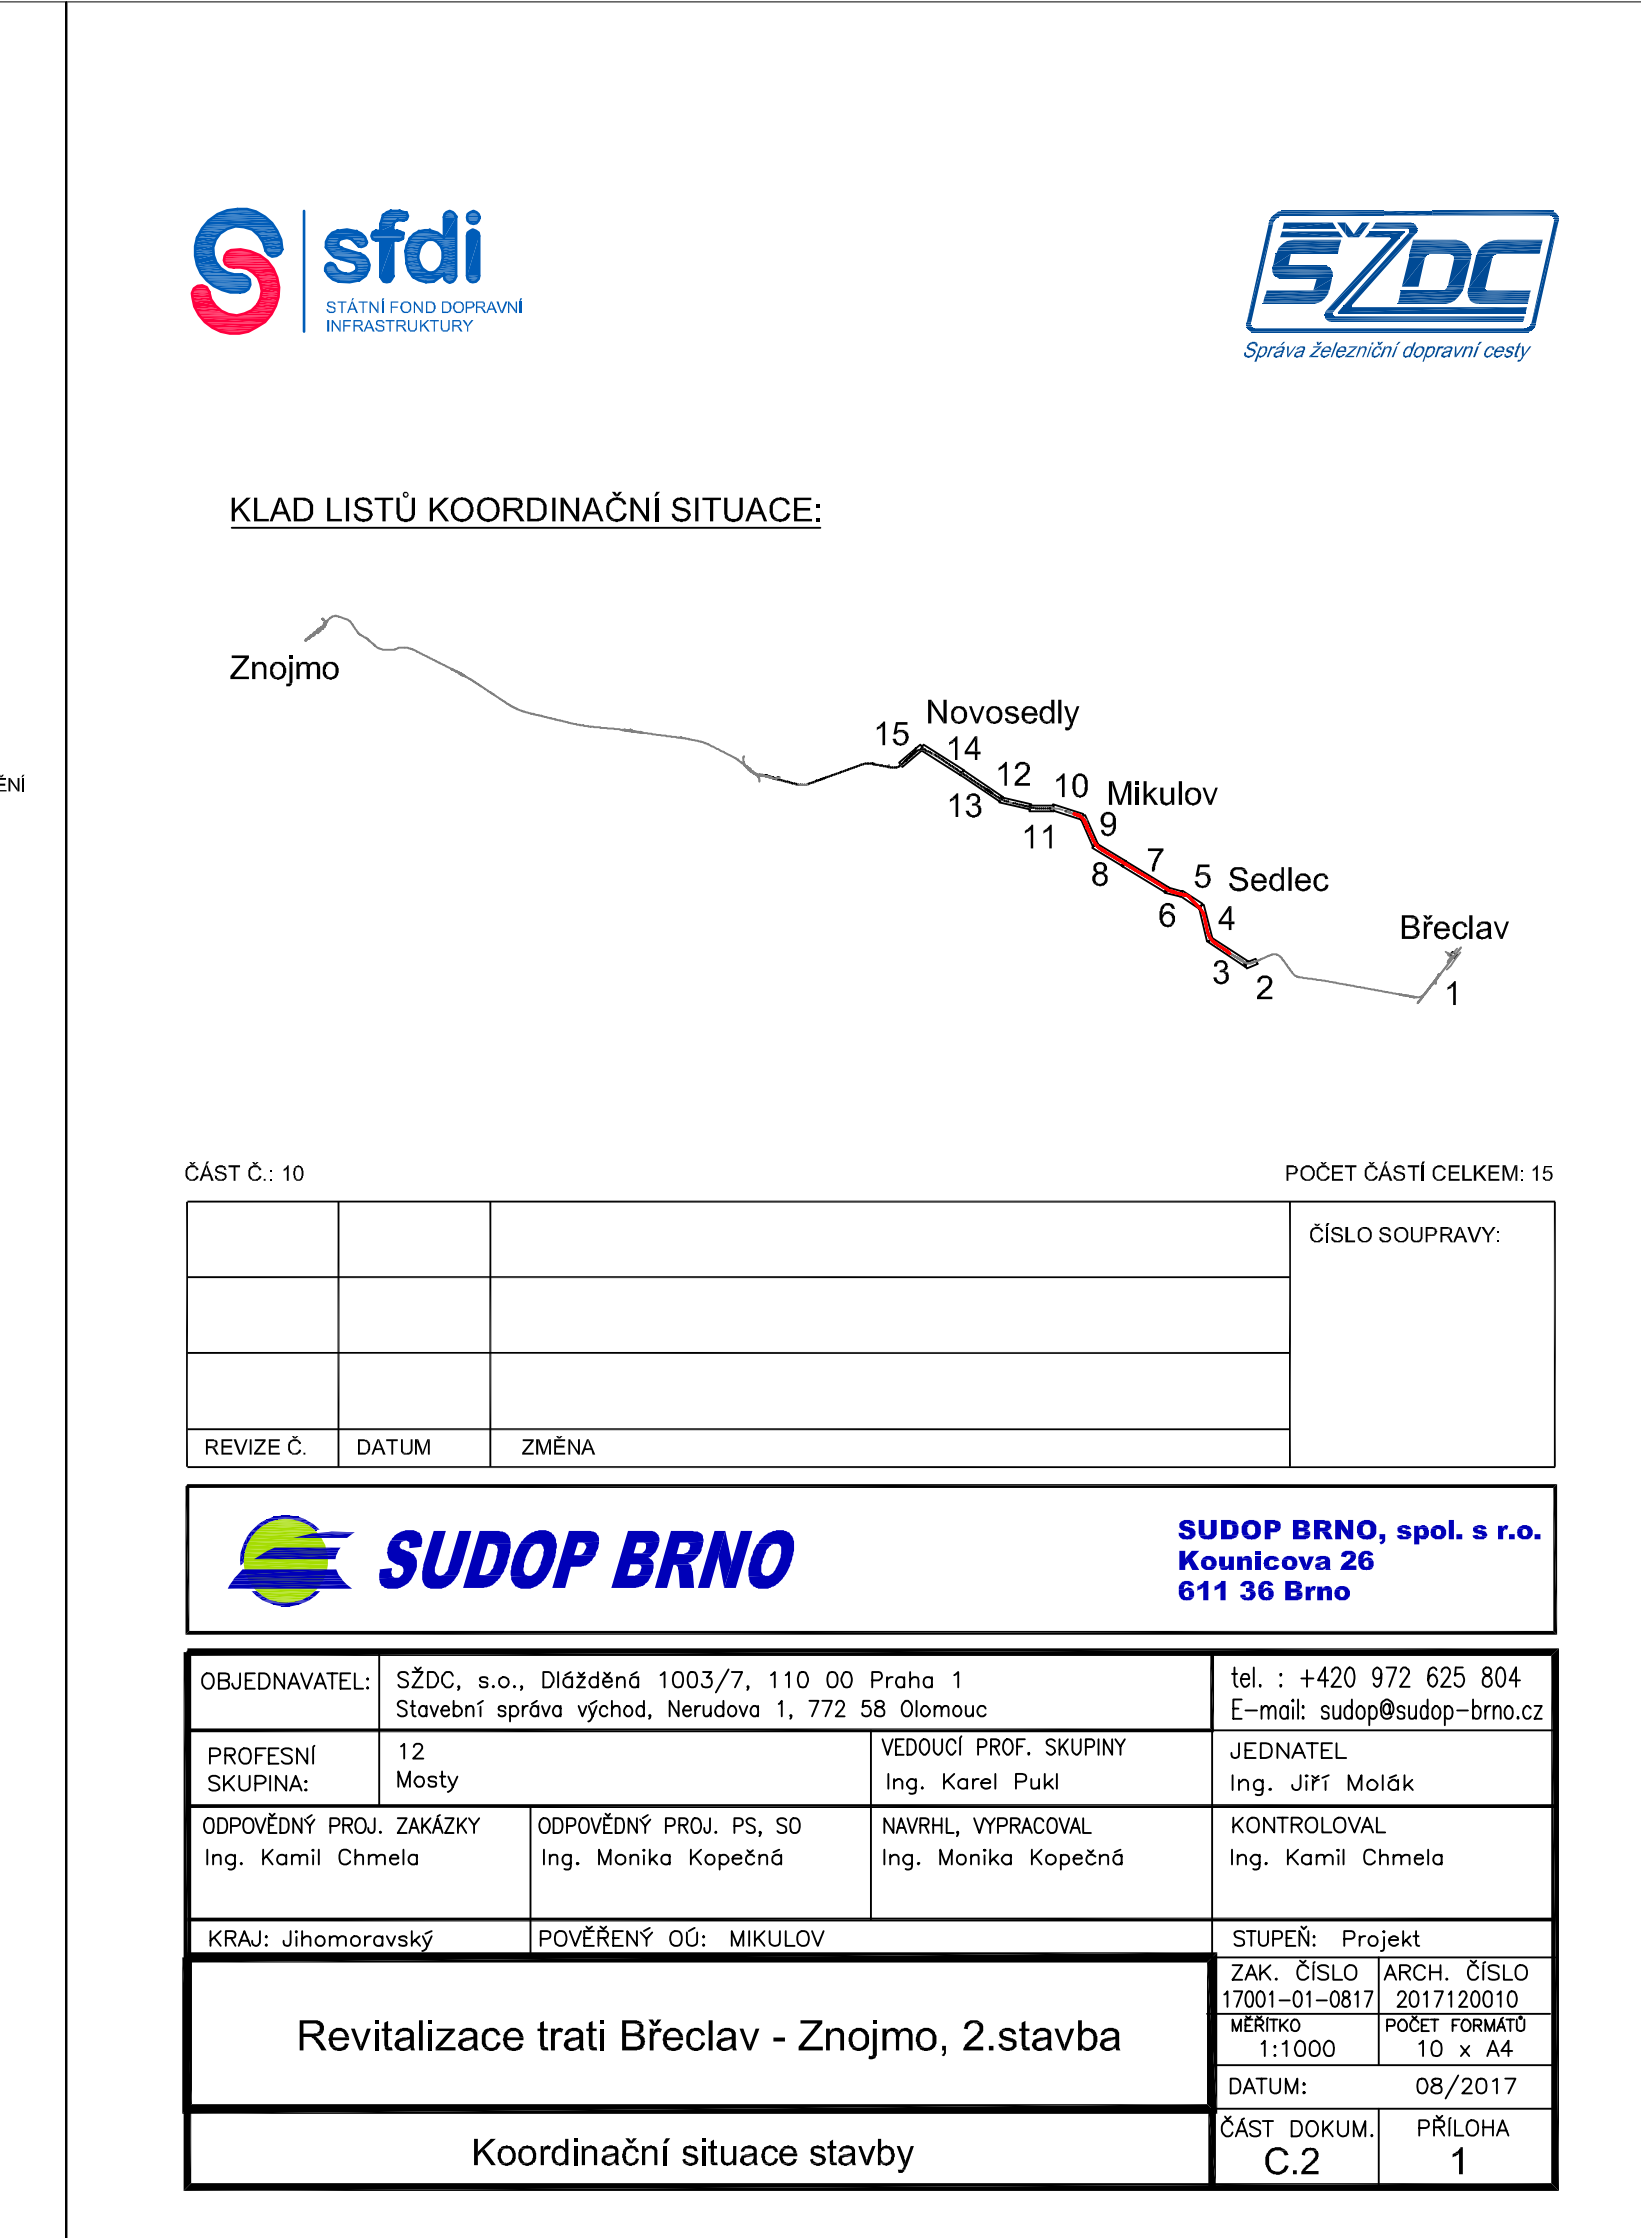 sfdi
STÁTNÍ FOND DOPRAVNÍ
INFRASTRUKTURY
SŽDC
Správa železniční dopravní cesty
KLAD LISTŮ KOORDINAČNÍ SITUACE:
Znojmo
Novosedly
15
14
12
10
Mikulov
ĚNÍ
13
11
9
7
8
5
Sedlec
6
4
Břeclav
3
2
1
ČÁST Č.: 10
POČET ČÁSTÍ CELKEM: 15
ČÍSLO SOUPRAVY:
REVIZE Č.
DATUM
ZMĚNA
SUDOP BRNO
SUDOP BRNO, spol. s r.o.
Kounicova 26
611 36 Brno
OBJEDNAVATEL:
SŽDC, s.o., Dlážděná 1003/7, 110 00 Praha 1
Stavební správa východ, Nerudova 1, 772 58 Olomouc
tel. : +420 972 625 804
E-mail: sudop@sudop-brno.cz
PROFESNÍ
SKUPINA:
12
Mosty
VEDOUCÍ PROF. SKUPINY
Ing. Karel Pukl
JEDNATEL
Ing. Jiří Molák
ODPOVĚDNÝ PROJ. ZAKÁZKY
Ing. Kamil Chmela
ODPOVĚDNÝ PROJ. PS, SO
Ing. Monika Kopečná
NAVRHL, VYPRACOVAL
Ing. Monika Kopečná
KONTROLOVAL
Ing. Kamil Chmela
KRAJ: Jihomoravský
POVĚŘENÝ OÚ: MIKULOV
STUPEŇ: Projekt
Revitalizace trati Břeclav - Znojmo, 2.stavba
ZAK. ČÍSLO
17001-01-0817
ARCH. ČÍSLO
2017120010
MĚŘÍTKO
1:1000
POČET FORMÁTŮ
10 x A4
DATUM:
08/2017
Koordinační situace stavby
ČÁST DOKUM.
C.2
PŘÍLOHA
1